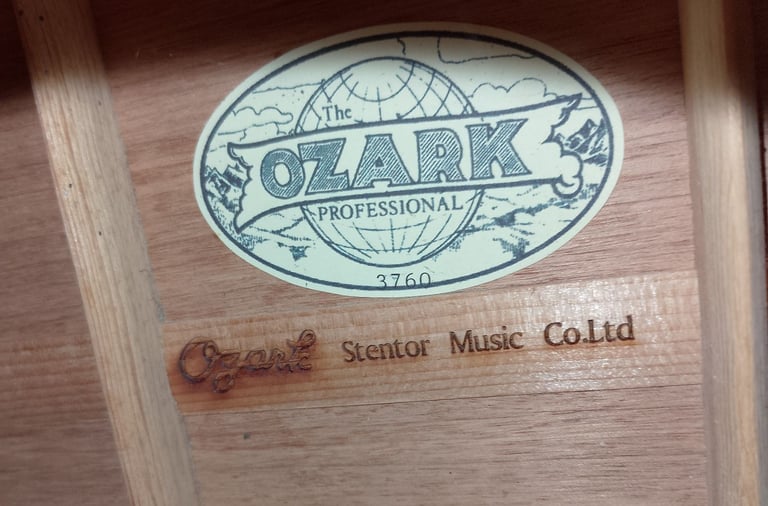 The
OZARK
PROFESSIONAL
3760
Ozark Stentor Music Co.Ltd